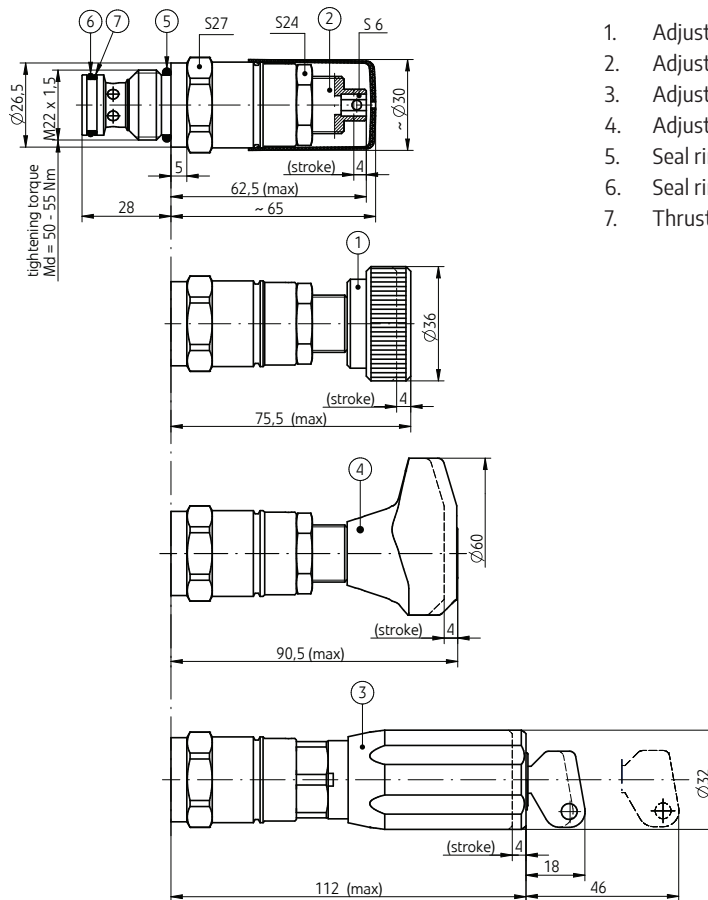 6 7 5 S27 S24 2 S 6
Ø26,5
M22 x 1,5
~ Ø30
5
(stroke) 4
62,5 (max)
28
~ 65
tightening torque
Md = 50 - 55 Nm
1. Adjust
2. Adjust
3. Adjust
4. Adjust
5. Seal
6. Seal
7. Thrust
1
Ø36
(stroke) 4
75,5 (max)
4
Ø60
(stroke) 4
90,5 (max)
3
Ø32
(stroke) 4
18
112 (max)
46